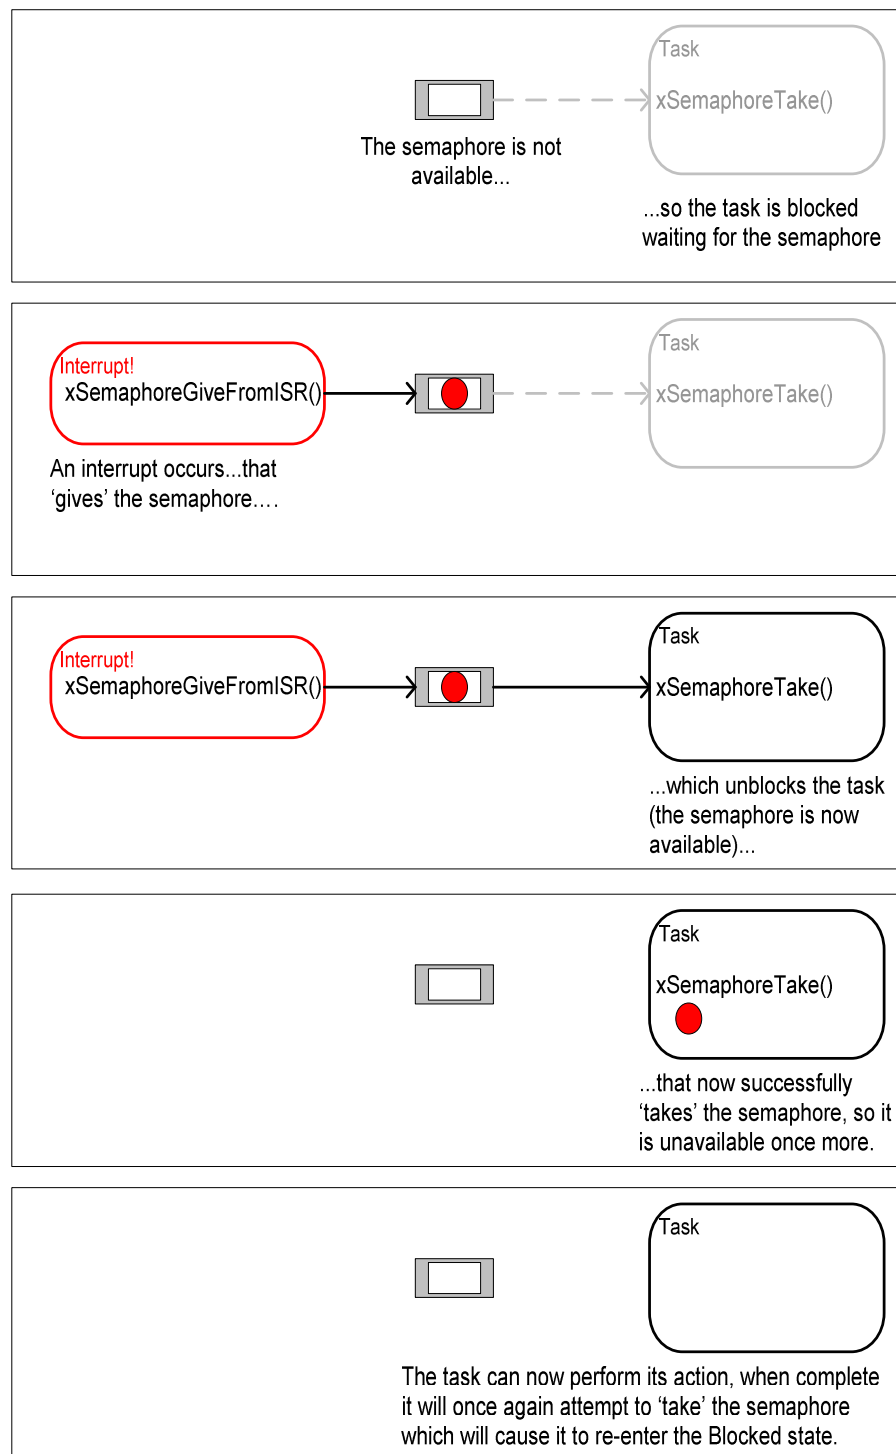 Task
xSemaphoreTake()
The semaphore is not
available...
...so the task is blocked
waiting for the semaphore
Interrupt!
xSemaphoreGiveFromISR()
Task
xSemaphoreTake()
An interrupt occurs...that
‘gives’ the semaphore….
Interrupt!
xSemaphoreGiveFromISR()
Task
xSemaphoreTake()
...which unblocks the task
(the semaphore is now
available)...
Task
xSemaphoreTake()
...that now successfully
‘takes’ the semaphore, so it
is unavailable once more.
Task
The task can now perform its action, when complete
it will once again attempt to ‘take’ the semaphore
which will cause it to re-enter the Blocked state.